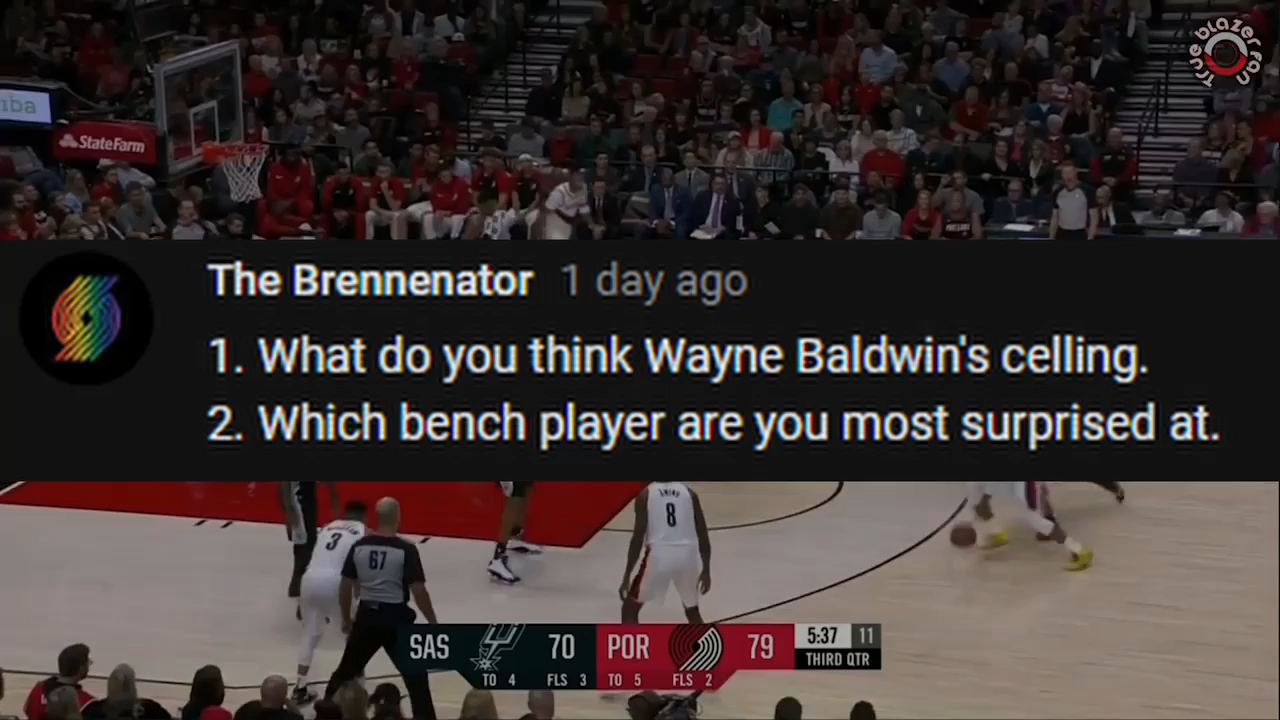 True Blazer Fan
nba
StateFarm
The Brennenator 1 day ago
1. What do you think Wayne Baldwin's celling.
2. Which bench player are you most surprised at.
8
3
67
SAS 70 POR 79 5:37 11
TO 4 FLS 3 TO 5 FLS 2 THIRD QTR